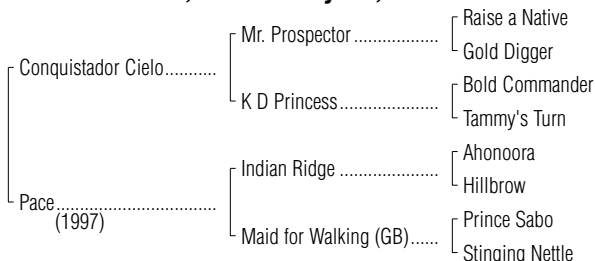 Raise a Native
Mr. Prospector ...................
Gold Digger
Conquistador Cielo...........
Bold Commander
K D Princess......................
Tammy's Turn
Ahonoora
Indian Ridge ......................
Hillbrow
Pace...................................
(1997)
Prince Sabo
Maid for Walking (GB)......
Stinging Nettle